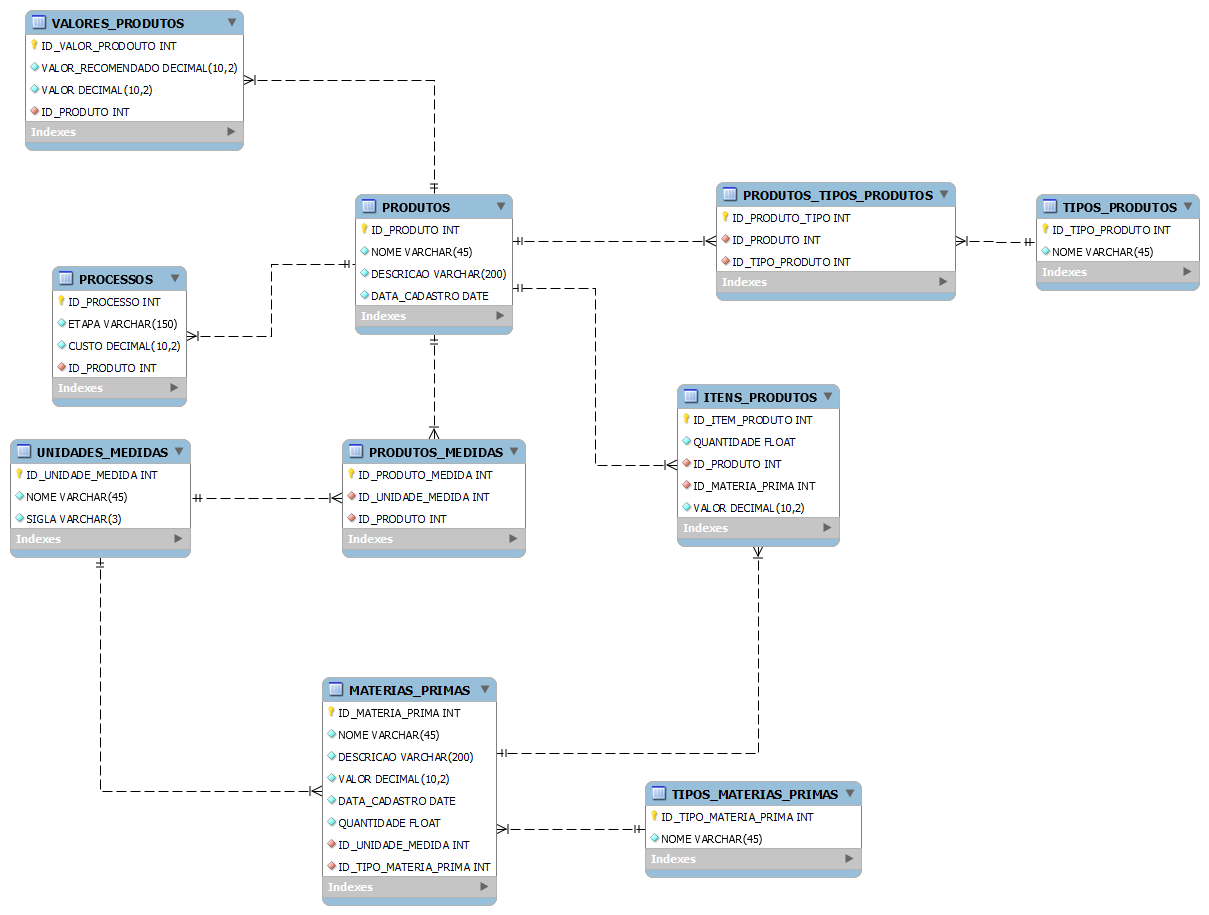 VALORES_PRODUTOS
ID_VALOR_PRODOUTO INT
VALOR_RECOMENDADO DECIMAL(10,2)
VALOR DECIMAL(10,2)
ID_PRODUTO INT
Indexes
PRODUTOS
ID_PRODUTO INT
NOME VARCHAR(45)
DESCRICAO VARCHAR(200)
DATA_CADASTRO DATE
Indexes
PRODUTOS_TIPOS_PRODUTOS
ID_PRODUTO_TIPO INT
ID_PRODUTO INT
ID_TIPO_PRODUTO INT
Indexes
TIPOS_PRODUTOS
ID_TIPO_PRODUTO INT
NOME VARCHAR(45)
Indexes
PROCESSOS
ID_PROCESSO INT
ETAPA VARCHAR(150)
CUSTO DECIMAL(10,2)
ID_PRODUTO INT
Indexes
ITENS_PRODUTOS
ID_ITEM_PRODUTO INT
QUANTIDADE FLOAT
ID_PRODUTO INT
ID_MATERIA_PRIMA INT
VALOR DECIMAL(10,2)
Indexes
UNIDADES_MEDIDAS
ID_UNIDADE_MEDIDA INT
NOME VARCHAR(45)
SIGLA VARCHAR(3)
Indexes
PRODUTOS_MEDIDAS
ID_PRODUTO_MEDIDA INT
ID_UNIDADE_MEDIDA INT
ID_PRODUTO INT
Indexes
MATERIAS_PRIMAS
ID_MATERIA_PRIMA INT
NOME VARCHAR(45)
DESCRICAO VARCHAR(200)
VALOR DECIMAL(10,2)
DATA_CADASTRO DATE
QUANTIDADE FLOAT
ID_UNIDADE_MEDIDA INT
ID_TIPO_MATERIA_PRIMA INT
Indexes
TIPOS_MATERIAS_PRIMAS
ID_TIPO_MATERIA_PRIMA INT
NOME VARCHAR(45)
Indexes